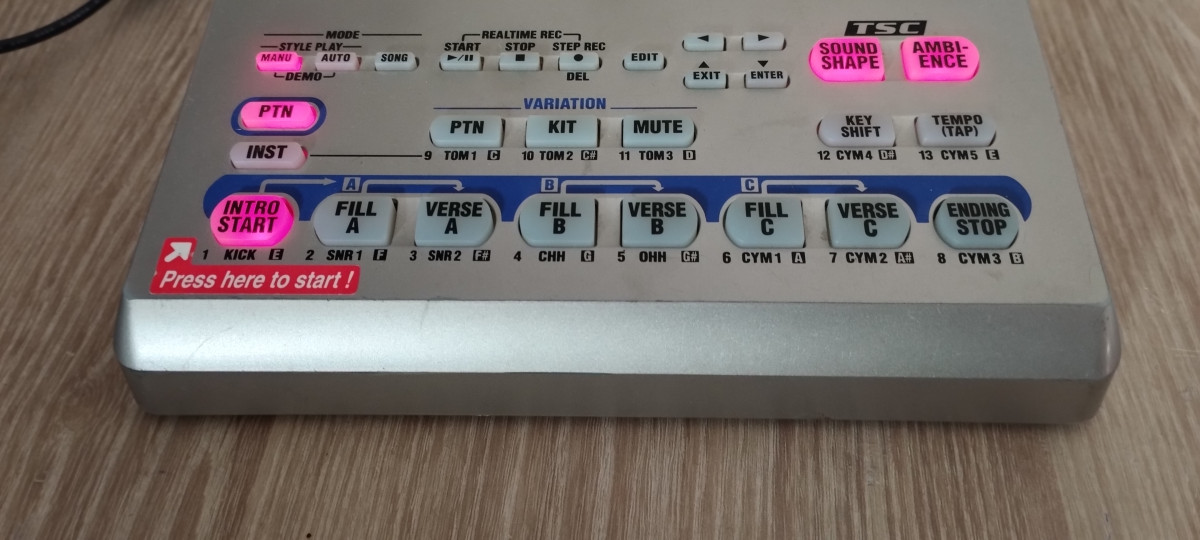 TSC
MODE
REALTIME REC
STYLE PLAY
START STOP STEP REC
MANU AUTO SONG
EDIT
SOUND SHAPE
AMBI-ENCE
DEMO
DEL
EXIT ENTER
VARIATION
PTN
PTN KIT MUTE
KEY SHIFT
TEMPO (TAP)
INST
9 TOM1 C 10 TOM2 C# 11 TOM3 D 12 CYM4 D# 13 CYM5 E
A B C
INTRO START
FILL A
VERSE A
FILL B
VERSE B
FILL C
VERSE C
ENDING STOP
1 KICK E 2 SNR1 F 3 SNR2 F# 4 CHH G 5 OHH G# 6 CYM1 A 7 CYM2 A# 8 CYM3 B
Press here to start !